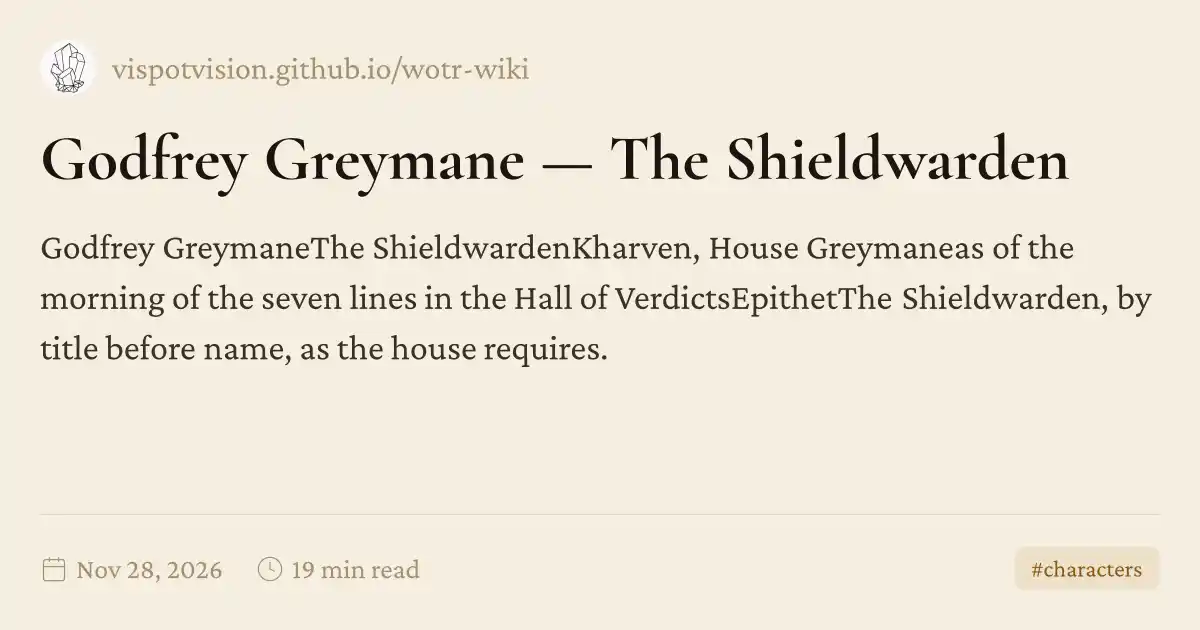 vispotvision.github.io/wotr-wiki
Godfrey Greymane — The Shieldwarden
Godfrey GreymaneThe ShieldwardenKharven, House Greymaneas of the
morning of the seven lines in the Hall of VerdictsEpithetThe Shieldwarden, by
title before name, as the house requires.
Nov 28, 2026 19 min read #characters